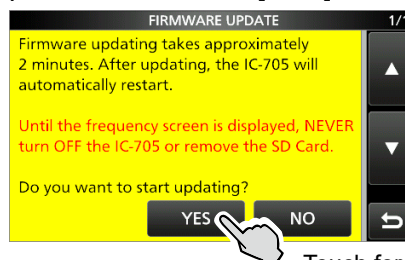 FIRMWARE UPDATE 1/1
Firmware updating takes approximately
2 minutes. After updating, the IC-705 will
automatically restart.
Until the frequency screen is displayed, NEVER
turn OFF the IC-705 or remove the SD Card.
Do you want to start updating?
YES NO
Touch for